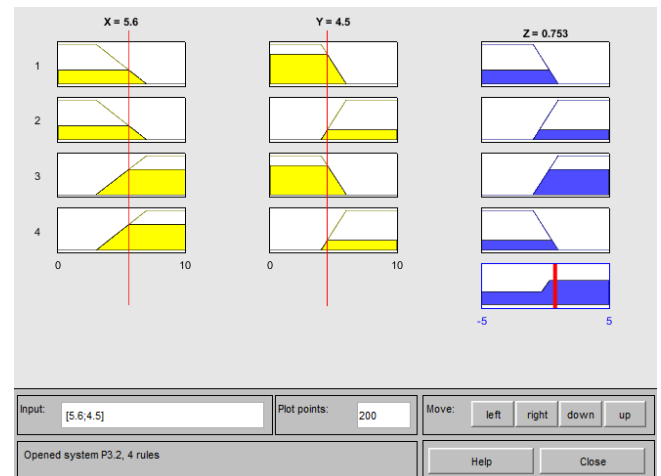 X = 5.6
Y = 4.5
Z = 0.753
1
2
3
4
0
10
0
10
-5
5
Input:
[5.6;4.5]
Plot points:
200
Move:
left
right
down
up
Opened system P3.2, 4 rules
Help
Close